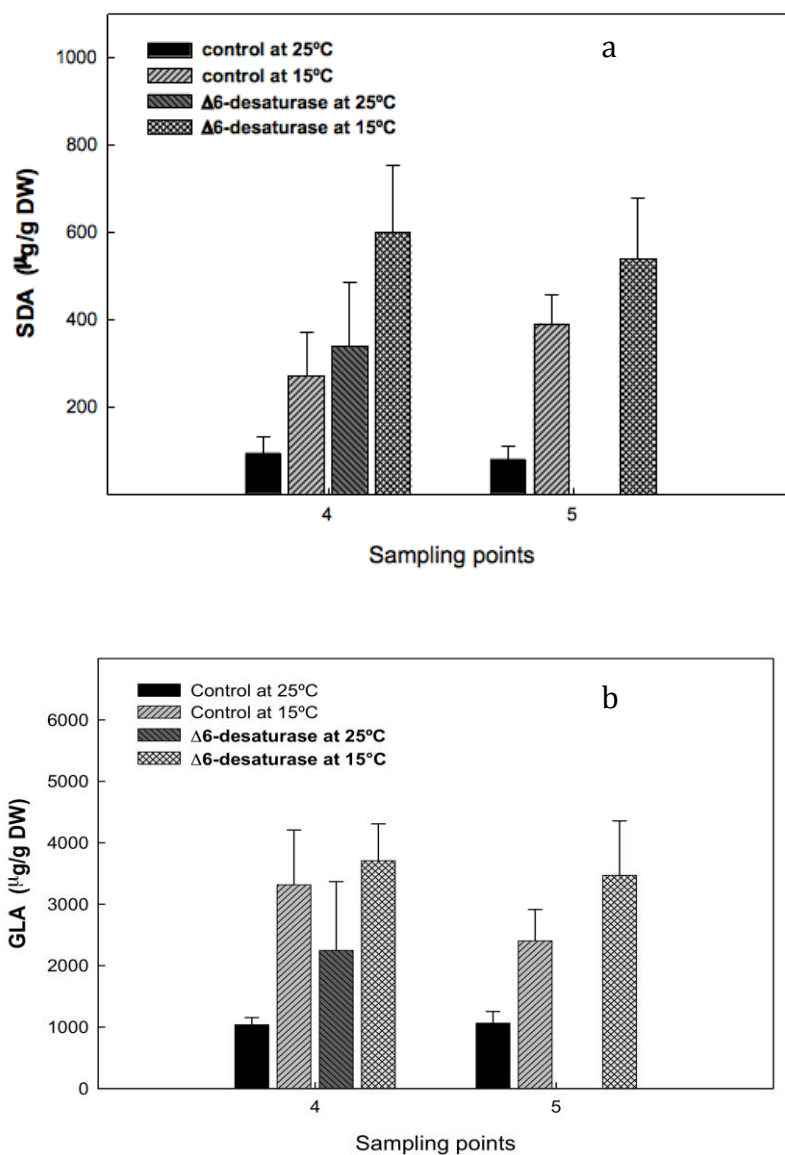 a
1000
800
600
400
200
SDA (µg/g DW)
control at 25ºC
control at 15ºC
Δ6-desaturase at 25ºC
Δ6-desaturase at 15ºC
4
5
Sampling points
b
6000
5000
4000
3000
2000
1000
0
GLA (µg/g DW)
Control at 25ºC
Control at 15ºC
Δ6-desaturase at 25ºC
Δ6-desaturase at 15°C
4
5
Sampling points